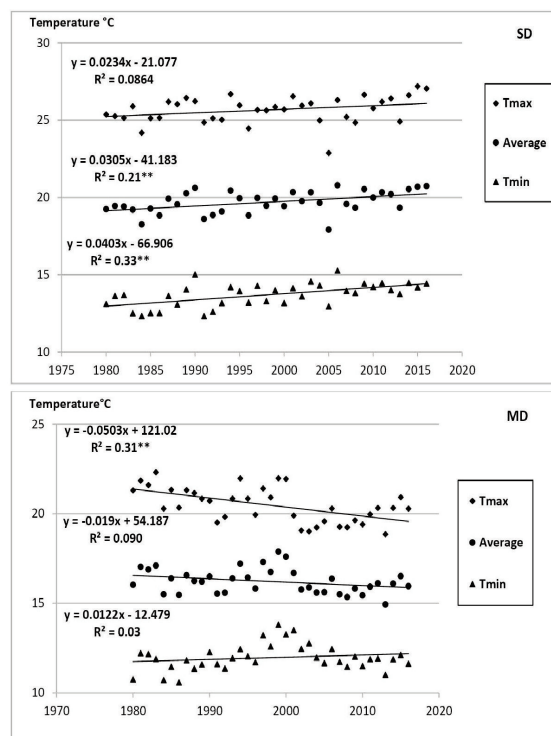 Temperature °C
SD
30
y = 0.0234x - 21.077
R² = 0.0864
25
y = 0.0305x - 41.183
R² = 0.21**
20
y = 0.0403x - 66.906
R² = 0.33**
15
10
1975 1980 1985 1990 1995 2000 2005 2010 2015 2020
Tmax
Average
Tmin
Temperature°C
MD
25
y = -0.0503x + 121.02
R² = 0.31**
20
y = -0.019x + 54.187
R² = 0.090
15
y = 0.0122x - 12.479
R² = 0.03
10
1970 1980 1990 2000 2010 2020
Tmax
Average
Tmin